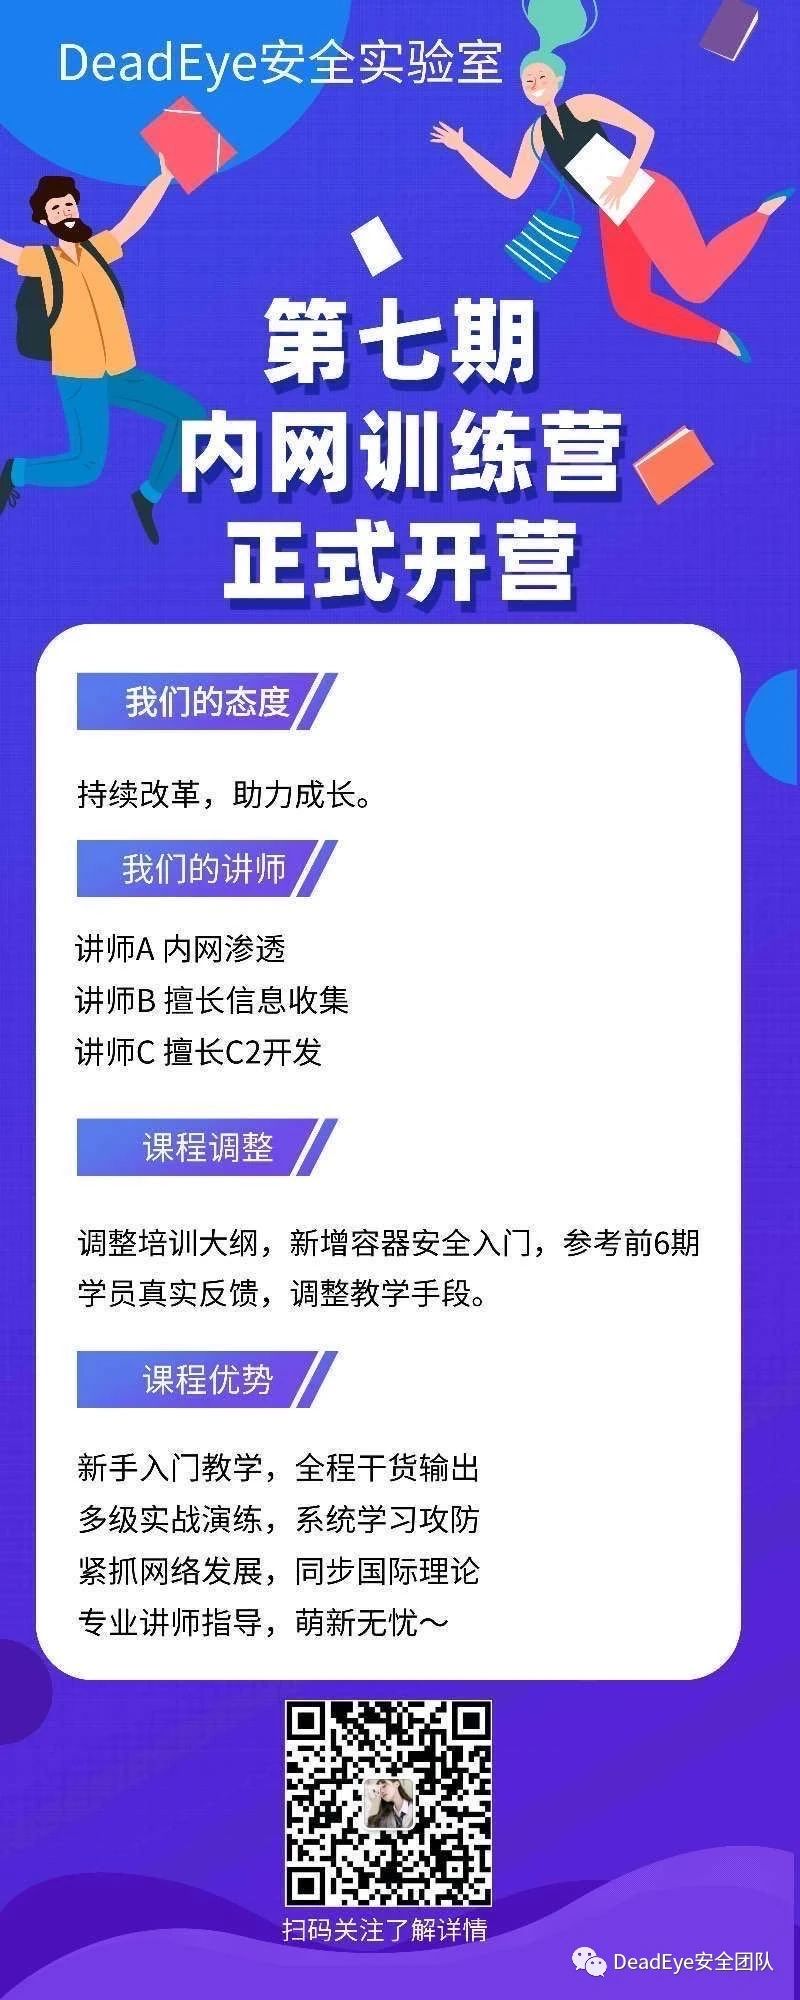 DeadEye安全实验室
第七期
内网训练营
正式开营
我们的态度
持续改革，助力成长。
我们的讲师
讲师A 内网渗透
讲师B 擅长信息收集
讲师C 擅长C2开发
课程调整
调整培训大纲，新增容器安全入门，参考前6期
学员真实反馈，调整教学手段。
课程优势
新手入门教学，全程干货输出
多级实战演练，系统学习攻防
紧抓网络发展，同步国际理论
专业讲师指导，萌新无忧～
扫码关注了解详情
DeadEye安全团队